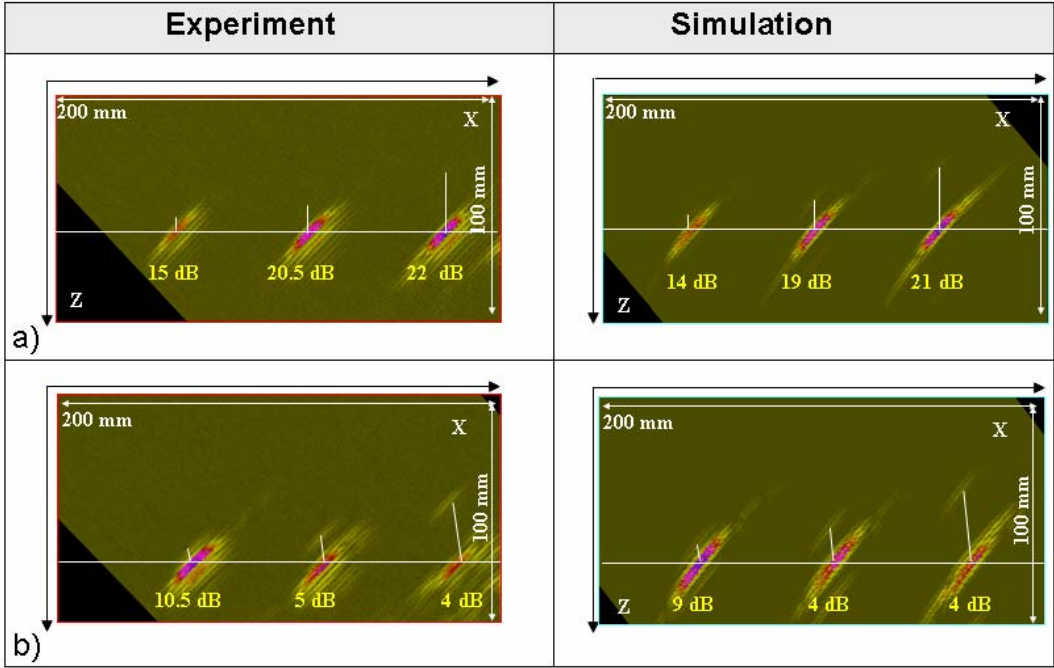 Experiment
Simulation
200 mm
X
100 mm
15 dB
20.5 dB
22 dB
Z
a)
200 mm
X
100 mm
14 dB
19 dB
21 dB
Z
200 mm
X
100 mm
10.5 dB
5 dB
4 dB
b)
200 mm
X
100 mm
9 dB
4 dB
4 dB
Z